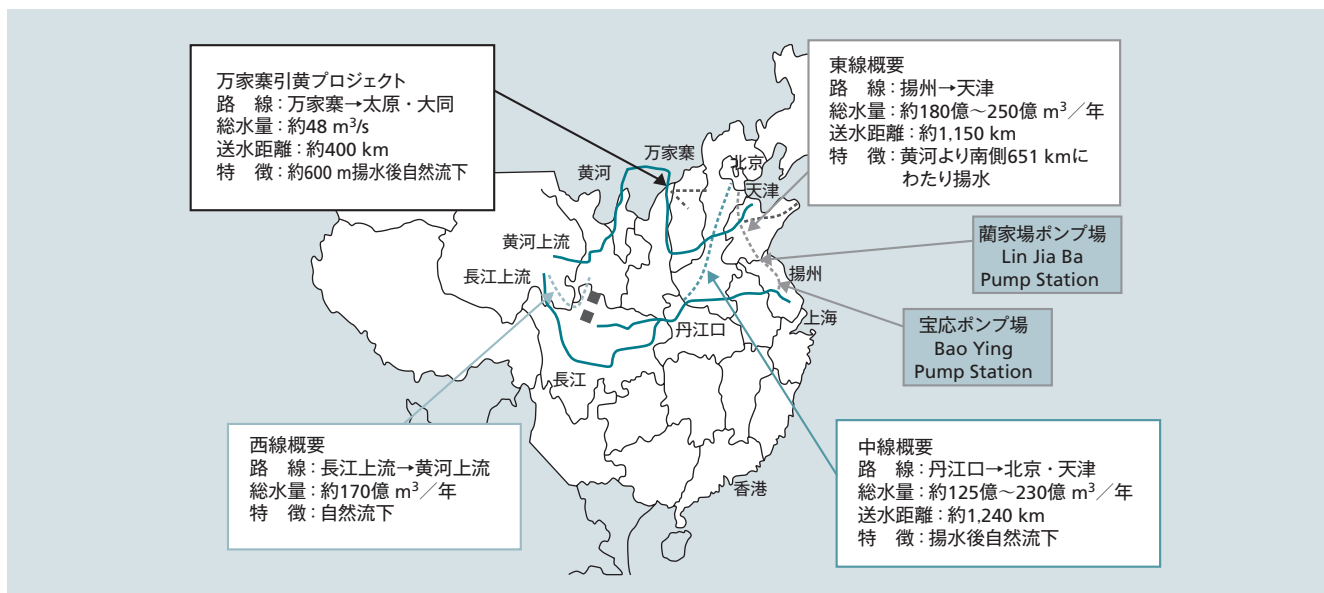 万家寨引黄プロジェクト
路　線：万家寨→太原・大同
総水量：約48 m³/s
送水距離：約400 km
特　徴：約600 m揚水後自然流下
東線概要
路　線：揚州→天津
総水量：約180億～250億 m³／年
送水距離：約1,150 km
特　徴：黄河より南側651 kmに
わたり揚水
万家寨
黄河
北京
天津
黄河上流
長江上流
藺家場ポンプ場
Lin Jia Ba
Pump Station
揚州
上海
丹江口
宝応ポンプ場
Bao Ying
Pump Station
長江
西線概要
路　線：長江上流→黄河上流
総水量：約170億 m³／年
特　徴：自然流下
香港
中線概要
路　線：丹江口→北京・天津
総水量：約125億～230億 m³／年
送水距離：約1,240 km
特　徴：揚水後自然流下